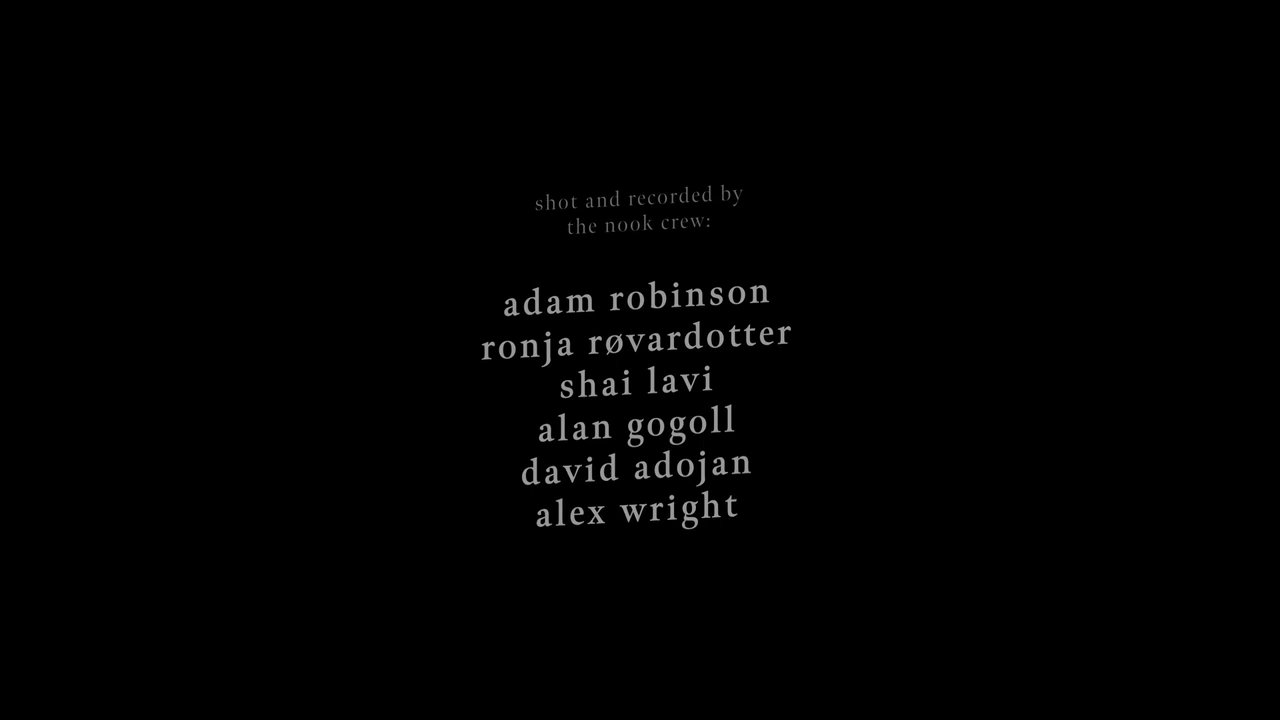 shot and recorded by
the nook crew:
adam robinson
ronja røvardotter
shai lavi
alan gogoll
david adojan
alex wright